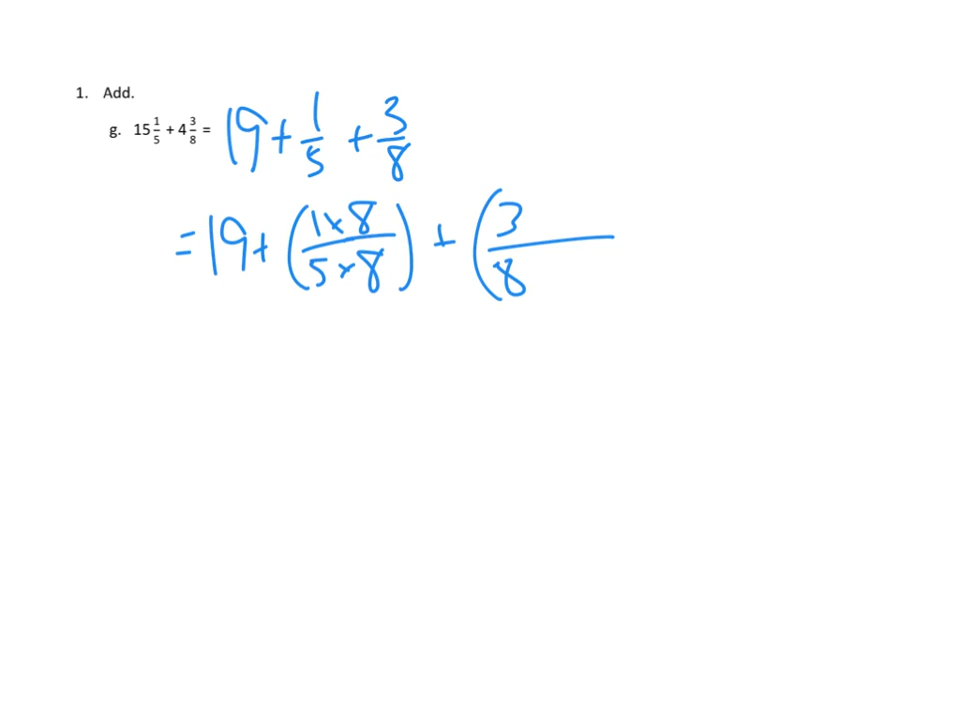 1. Add.
g. 15 1/5 + 4 3/8 = 19 + 1/5 + 3/8
= 19 + (1 x 8 / 5 x 8) + (3 / 8